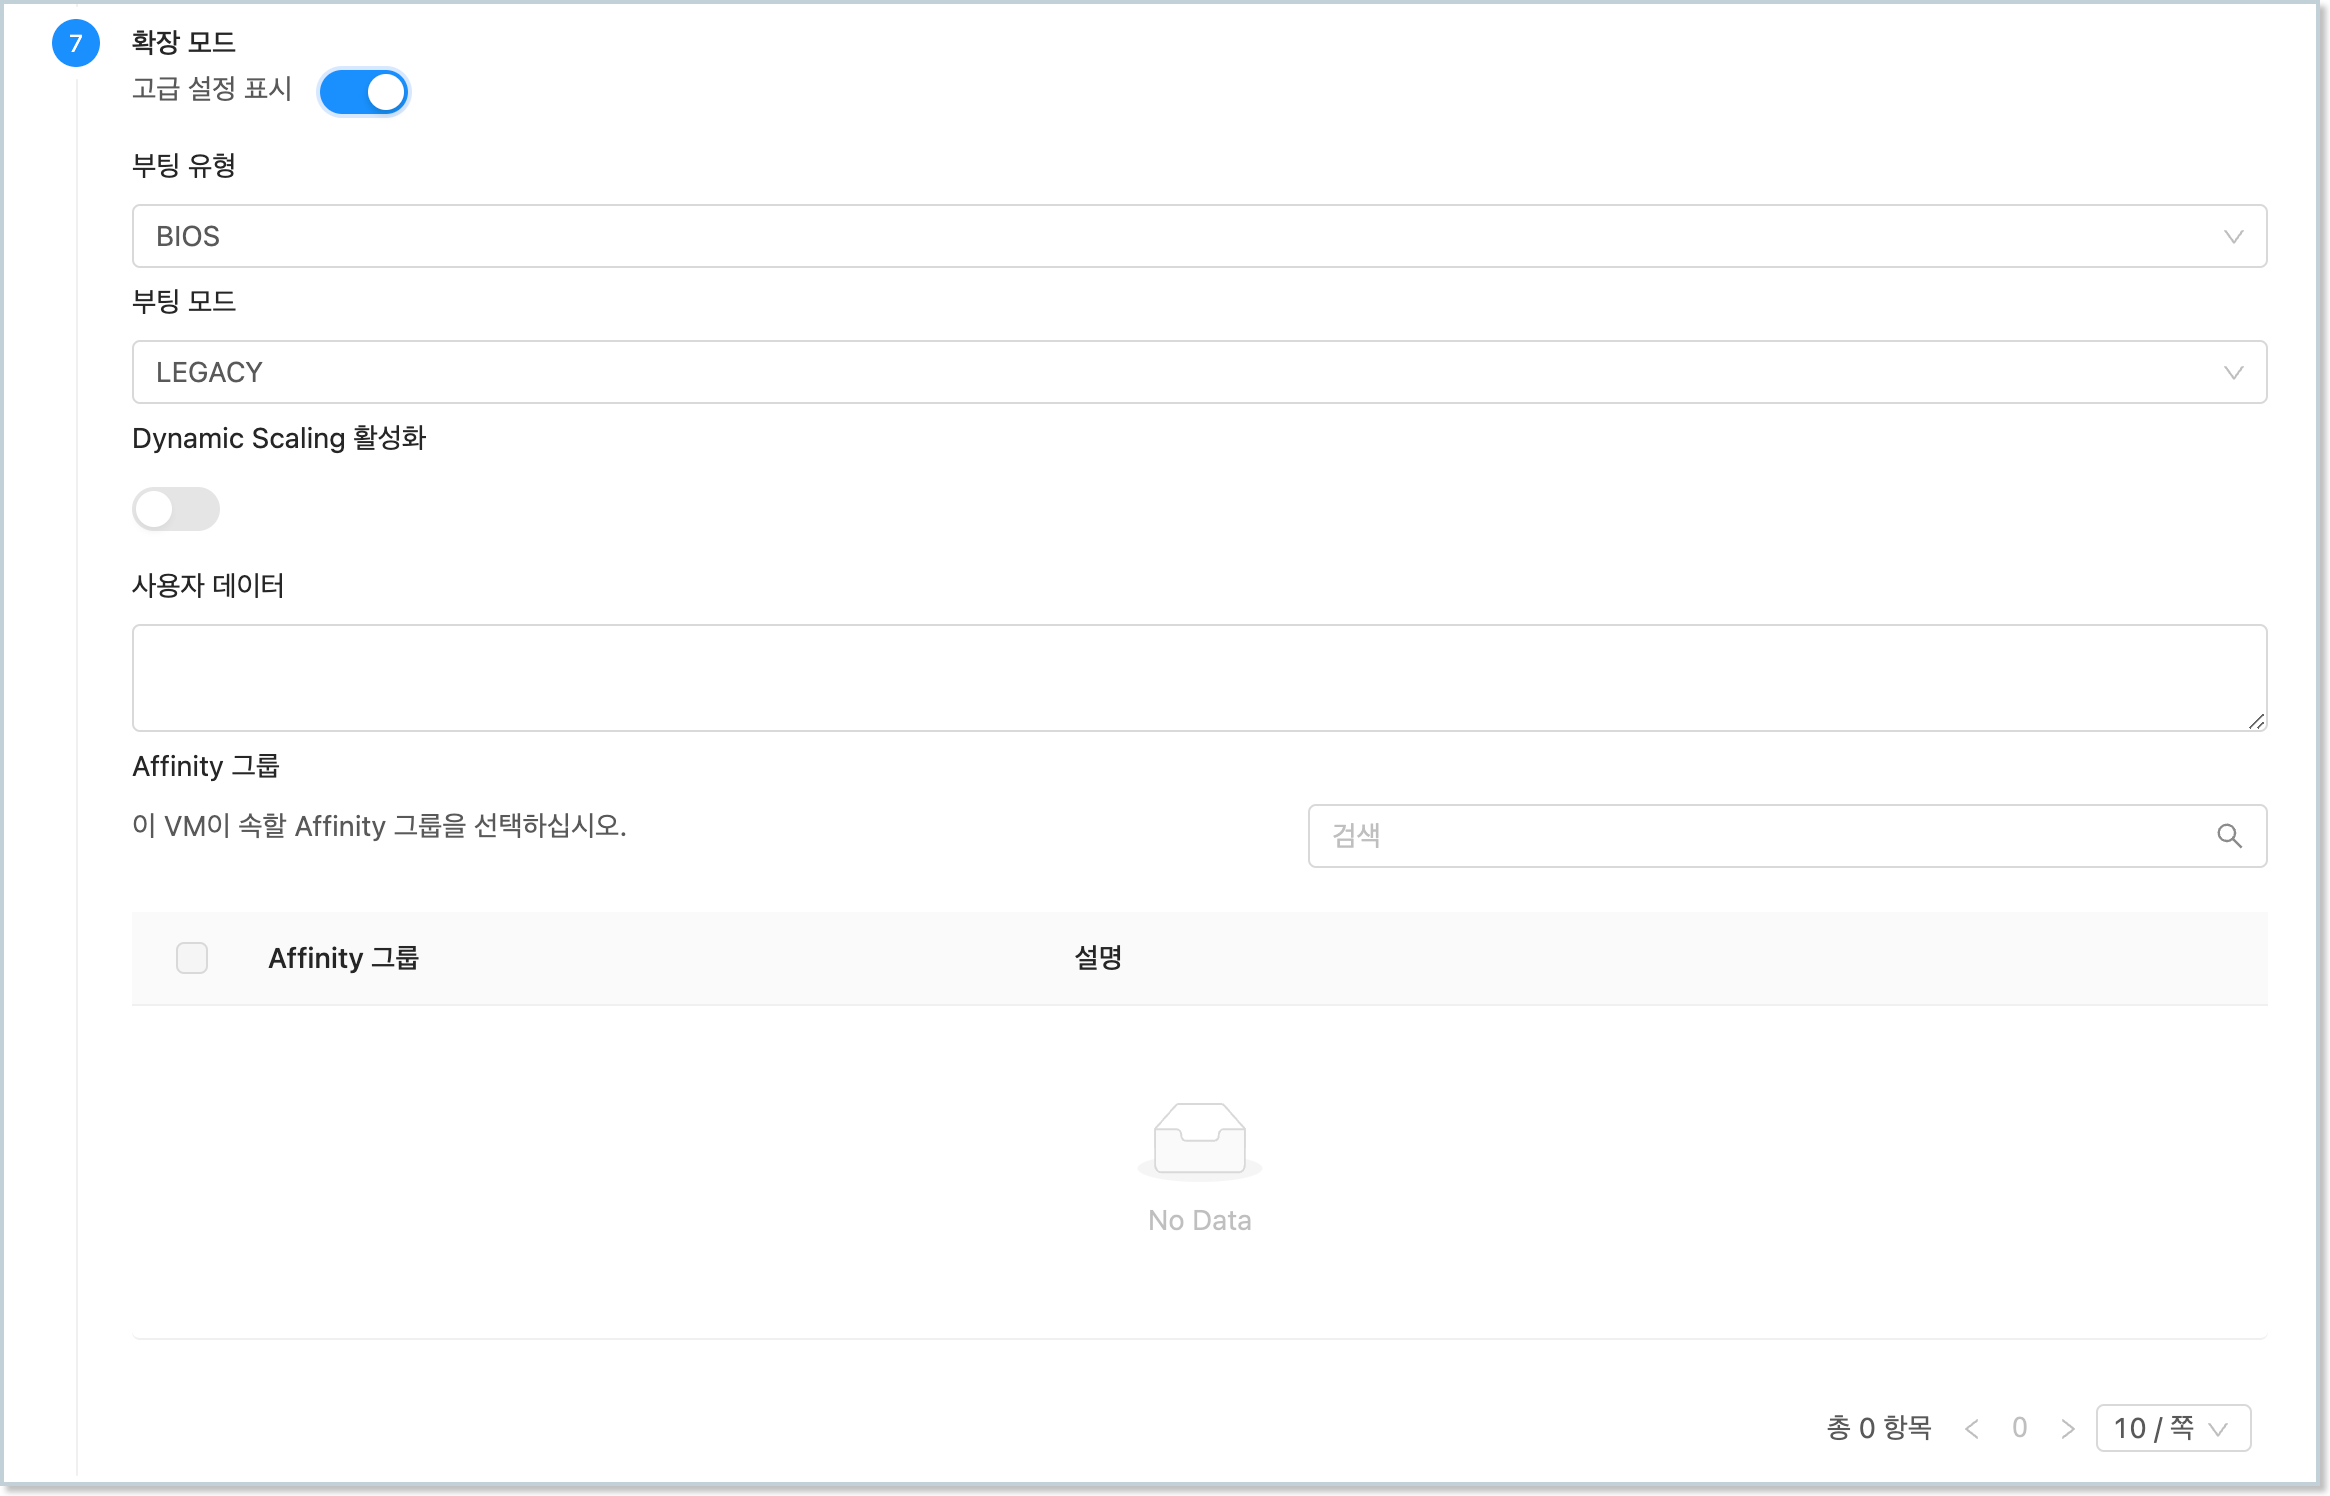 7
확장 모드
고급 설정 표시
부팅 유형
BIOS
부팅 모드
LEGACY
Dynamic Scaling 활성화
사용자 데이터
Affinity 그룹
이 VM이 속할 Affinity 그룹을 선택하십시오.
검색
Affinity 그룹 설명
No Data
총 0 항목 < 0 > 10 / 쪽